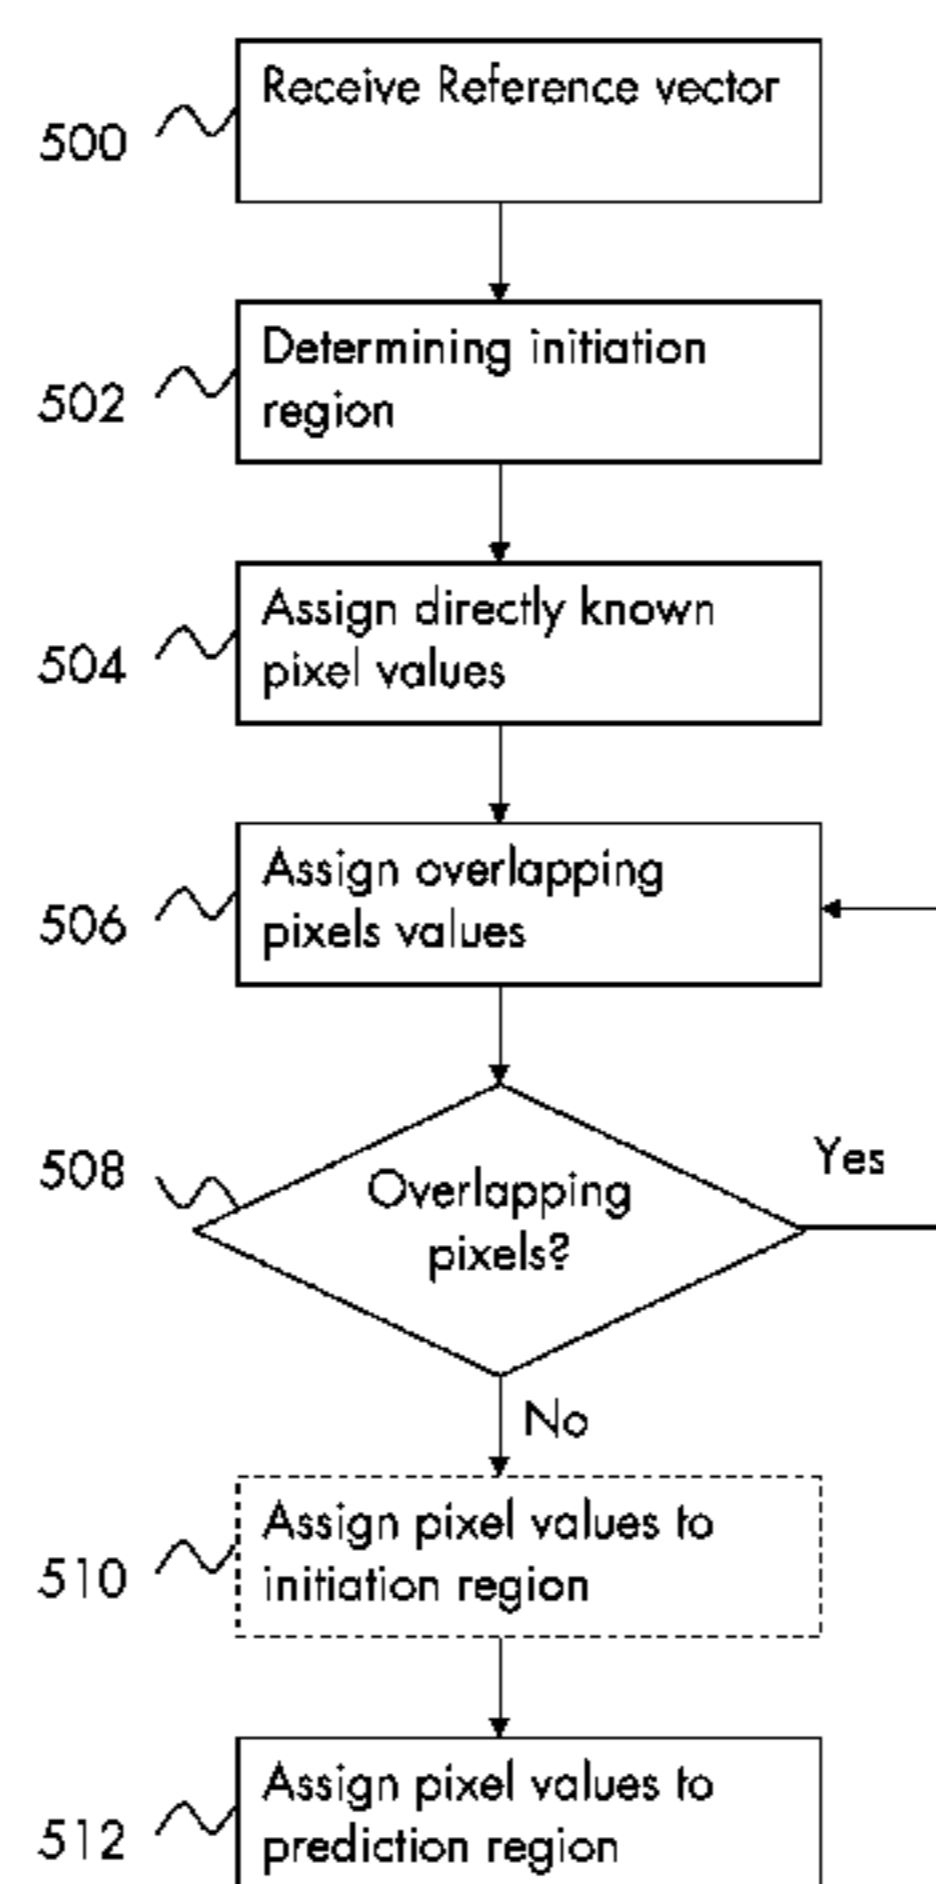 Receive Reference vector
500
Determining initiation
region
502
Assign directly known
pixel values
504
Assign overlapping
pixels values
506
508
Overlapping
pixels?
Yes
No
Assign pixel values to
initiation region
510
Assign pixel values to
prediction region
512